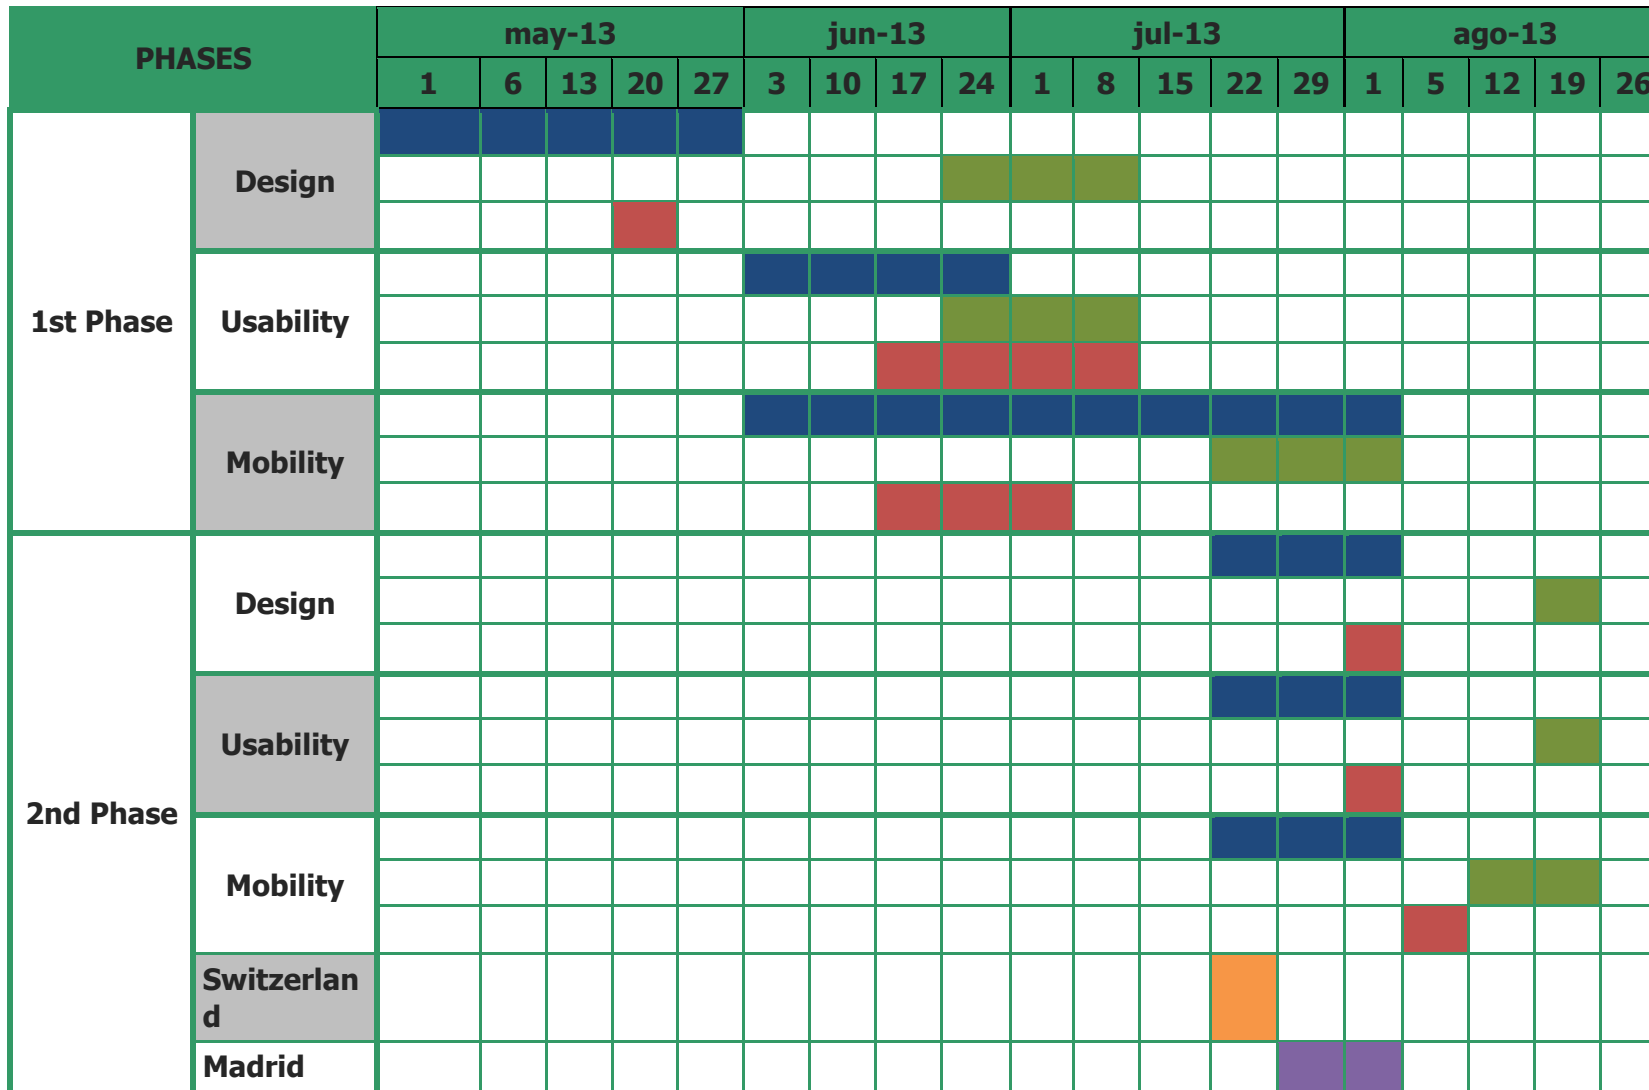 PHASES
may-13 jun-13 jul-13 ago-13
1 6 13 20 27 3 10 17 24 1 8 15 22 29 1 5 12 19 26
1st Phase
Design
Usability
Mobility
2nd Phase
Design
Usability
Mobility
Switzerlan
d
Madrid